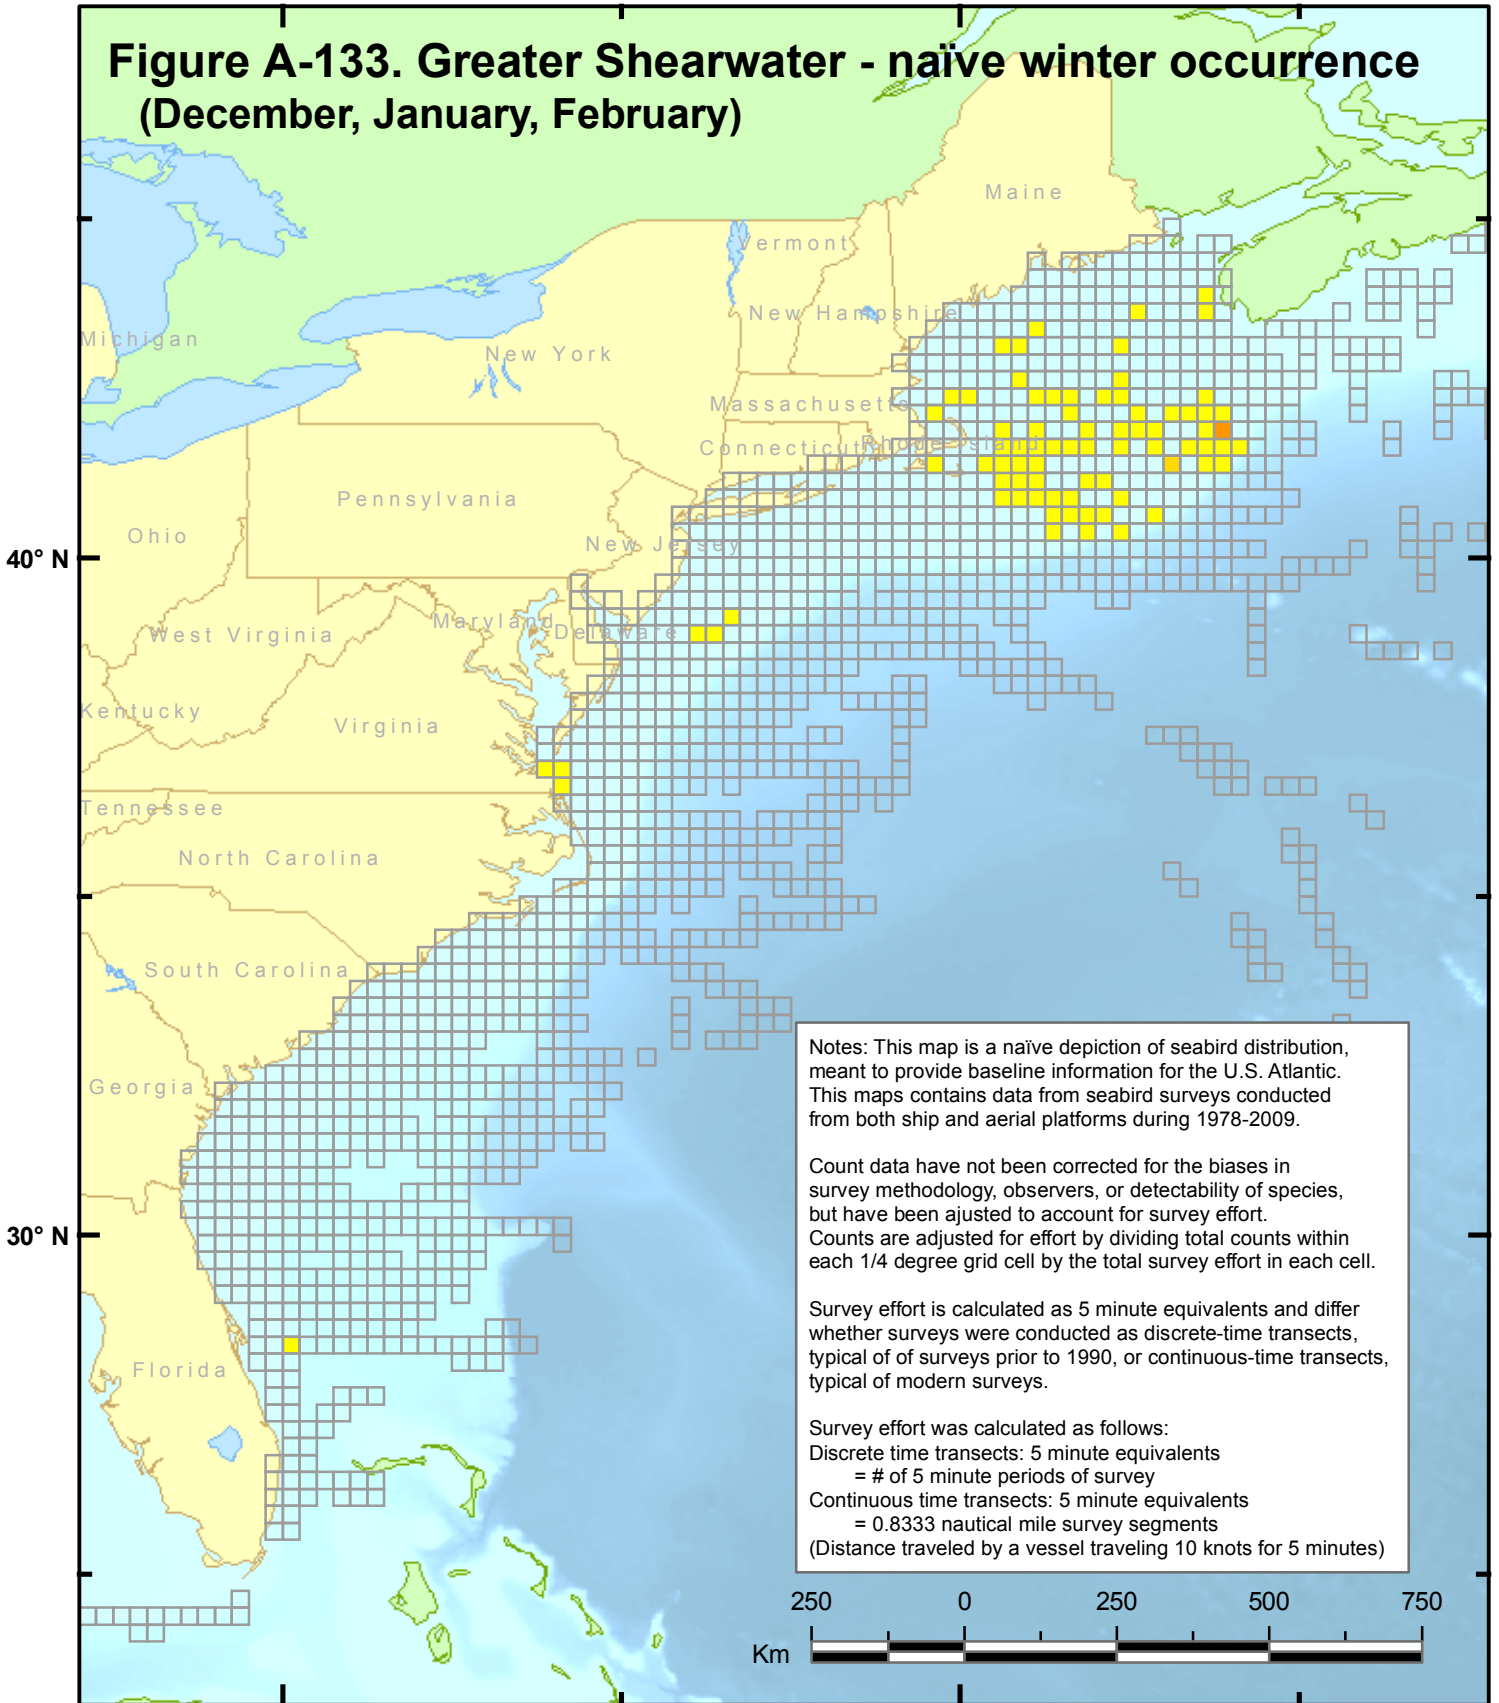 Figure A-133. Greater Shearwater - naïve winter occurrence
(December, January, February)
Maine
Vermont
New Hampshire
Michigan
New York
Massachusetts
Connecticut
Rhode Island
Pennsylvania
Ohio
New Jersey
40° N
West Virginia
Maryland
Delaware
Kentucky
Virginia
Tennessee
North Carolina
South Carolina
Georgia
30° N
Florida
Notes: This map is a naïve depiction of seabird distribution,
meant to provide baseline information for the U.S. Atlantic.
This maps contains data from seabird surveys conducted
from both ship and aerial platforms during 1978-2009.
Count data have not been corrected for the biases in
survey methodology, observers, or detectability of species,
but have been ajusted to account for survey effort.
Counts are adjusted for effort by dividing total counts within
each 1/4 degree grid cell by the total survey effort in each cell.
Survey effort is calculated as 5 minute equivalents and differ
whether surveys were conducted as discrete-time transects,
typical of of surveys prior to 1990, or continuous-time transects,
typical of modern surveys.
Survey effort was calculated as follows:
Discrete time transects: 5 minute equivalents
= # of 5 minute periods of survey
Continuous time transects: 5 minute equivalents
= 0.8333 nautical mile survey segments
(Distance traveled by a vessel traveling 10 knots for 5 minutes)
250 0 250 500 750
Km